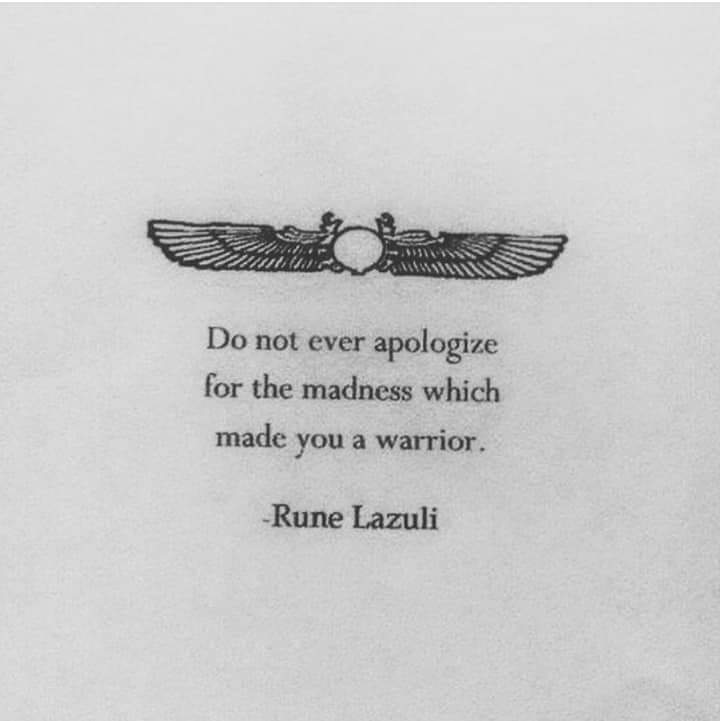 Do not ever apologize
for the madness which
made you a warrior.
-Rune Lazuli